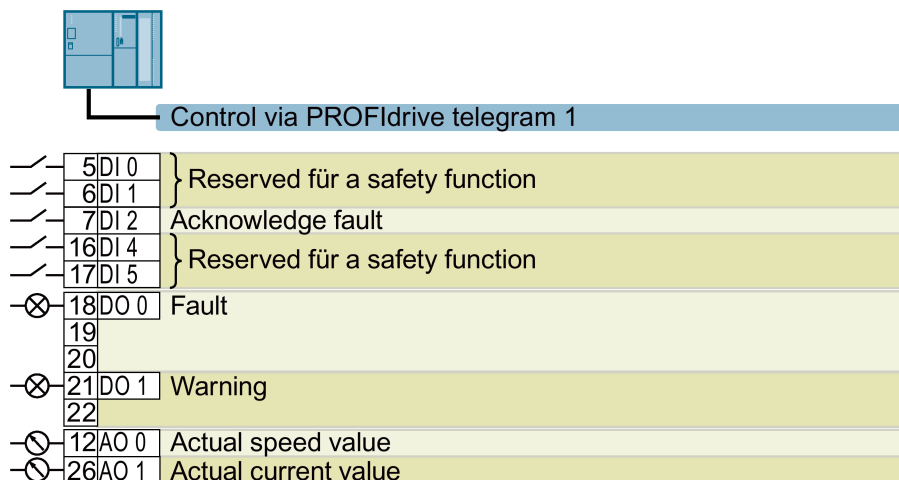 Control via PROFIdrive telegram 1
5 DI 0
Reserved für a safety function
6 DI 1
7 DI 2 Acknowledge fault
16 DI 4
Reserved für a safety function
17 DI 5
18 DO 0 Fault
19
20
21 DO 1 Warning
22
12 AO 0 Actual speed value
26 AO 1 Actual current value